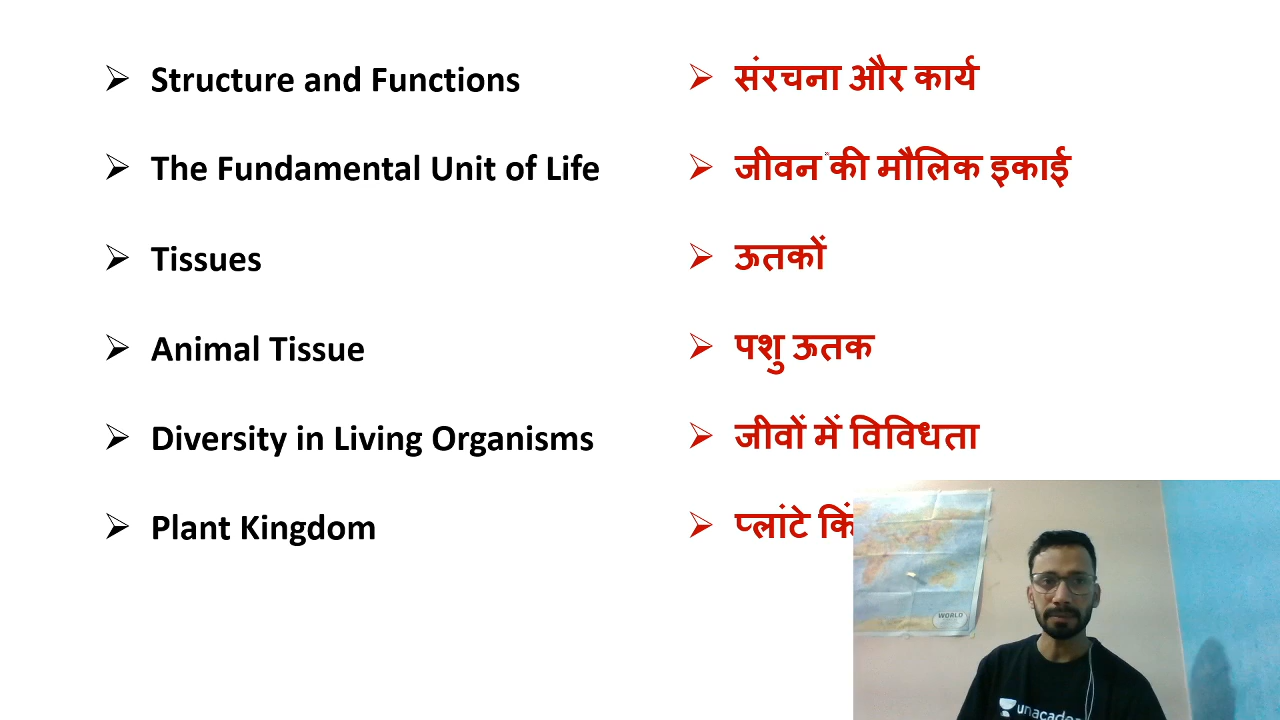 Structure and Functions
The Fundamental Unit of Life
Tissues
Animal Tissue
Diversity in Living Organisms
Plant Kingdom
संरचना और कार्य
जीवन की मौलिक इकाई
ऊतकों
पशु ऊतक
जीवों में विविधता
प्लांटे
WORLD